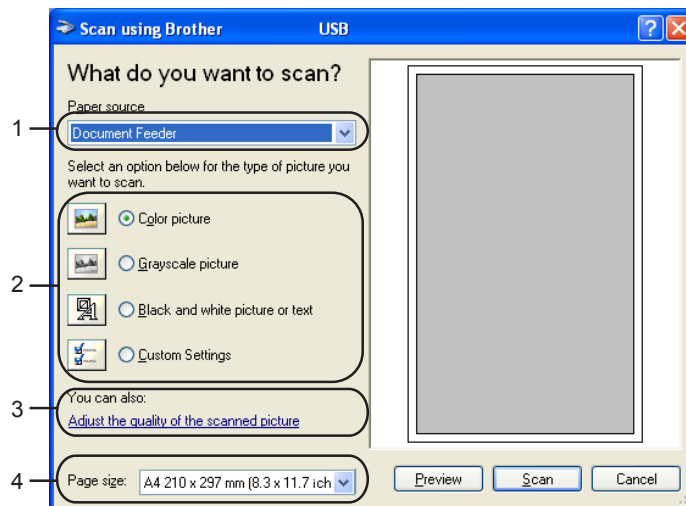 Scan using Brother USB
What do you want to scan?
1
Paper source
Document Feeder
Select an option below for the type of picture you
want to scan.
2
Color picture
Grayscale picture
Black and white picture or text
Custom Settings
3
You can also:
Adjust the quality of the scanned picture
4
Page size: A4 210 x 297 mm (8.3 x 11.7 ich
Preview Scan Cancel